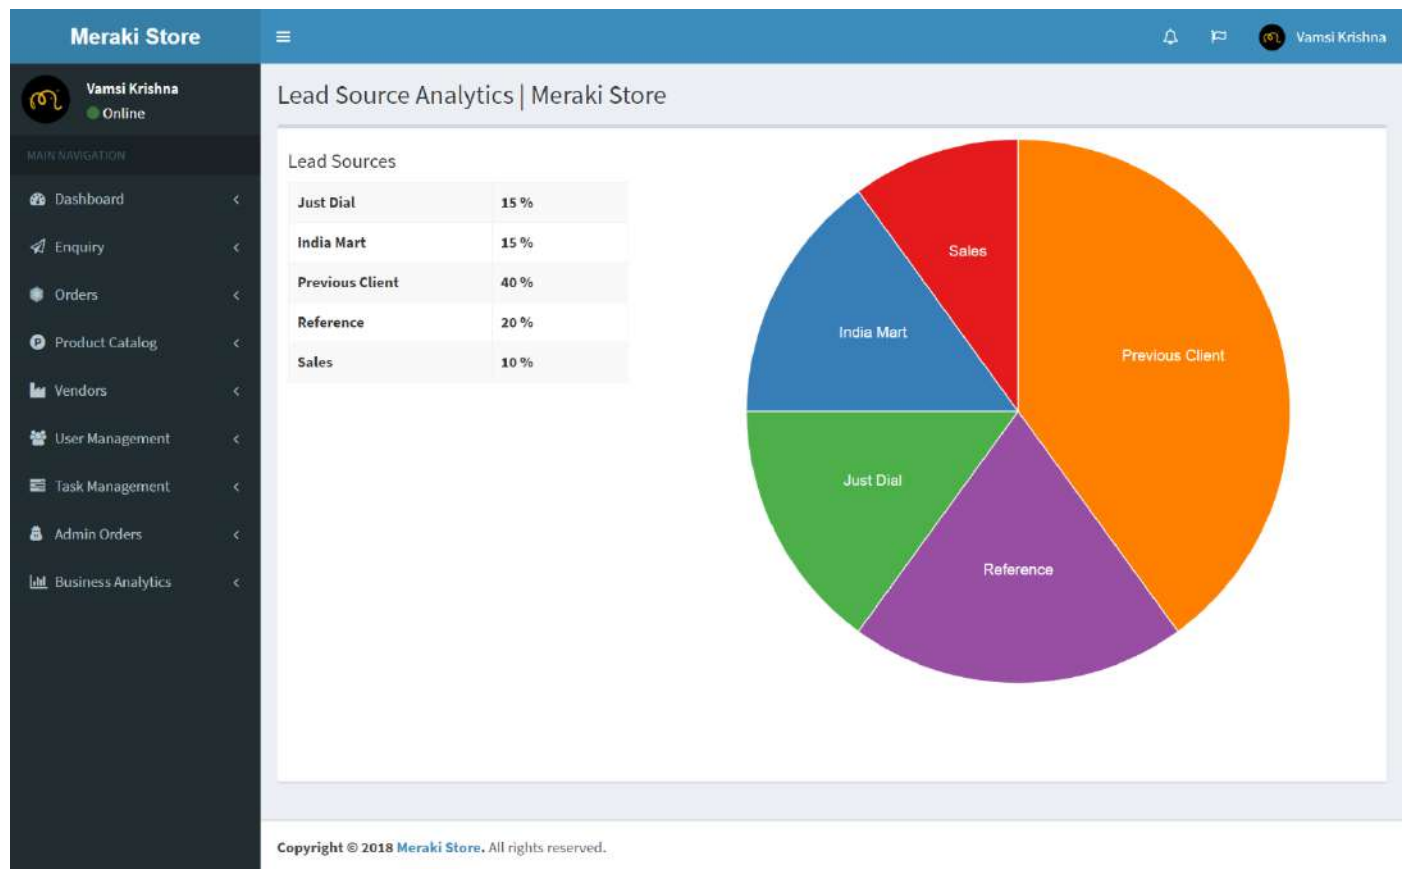 Meraki Store
Vamsi Krishna
Vamsi Krishna
Online
MAIN NAVIGATION
Dashboard
Enquiry
Orders
Product Catalog
Vendors
User Management
Task Management
Admin Orders
Business Analytics
Lead Source Analytics | Meraki Store
Lead Sources
Just Dial 15 %
India Mart 15 %
Previous Client 40 %
Reference 20 %
Sales 10 %
Sales
India Mart
Previous Client
Just Dial
Reference
Copyright © 2018 Meraki Store. All rights reserved.